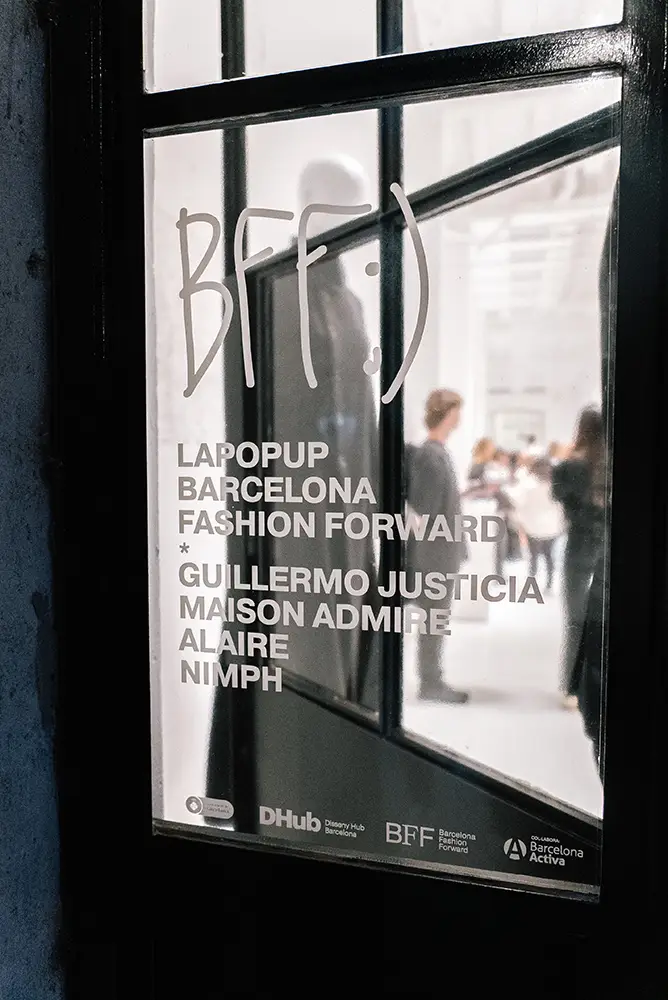 BFF:)
LAPOPUP
BARCELONA
FASHION FORWARD
*
GUILLERMO JUSTICIA
MAISON ADMIRE
ALAIRE
NIMPH
DHub Disseny Hub
Barcelona
BFF Barcelona
Fashion
Forward
COL·LABORA:
Barcelona
Activa